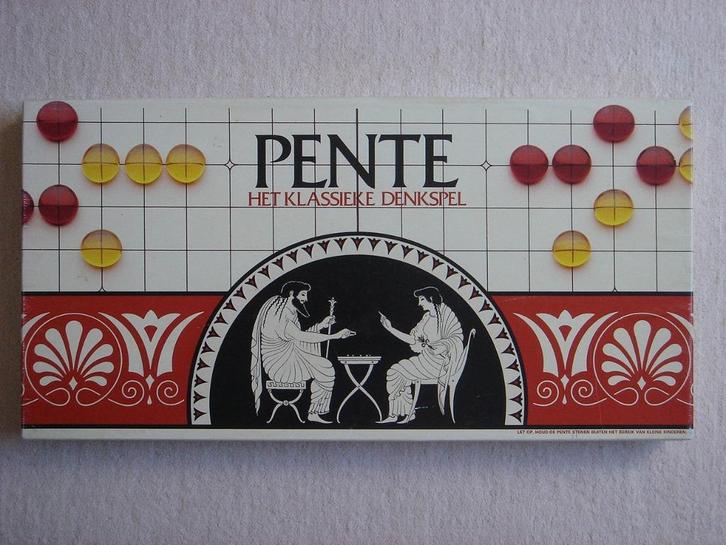 PENTE
HET KLASSIEKE DENKSPEL
LET OP, HOUD DE PENTE STENEN BUITEN HET BEREIK VAN KLEINE KINDEREN.